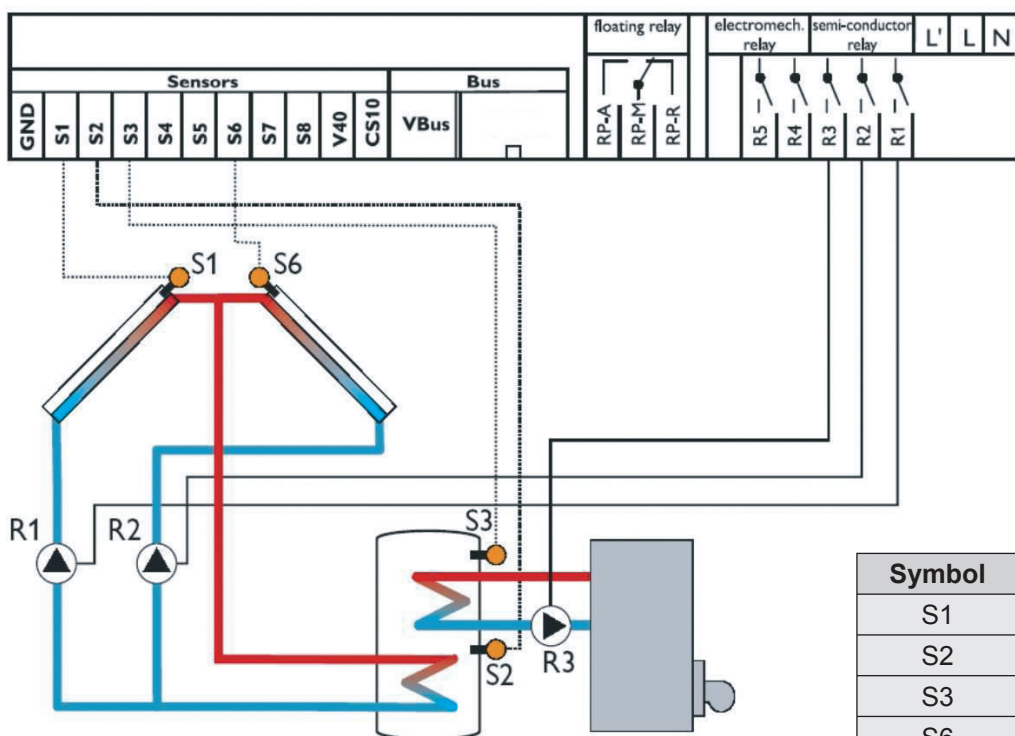 floating relay
electromech.
relay
semi-conductor
relay
L'
L
N
Sensors
Bus
GND
S1
S2
S3
S4
S5
S6
S7
S8
V40
CS10
VBus
RP-A
RP-M
RP-R
R5
R4
R3
R2
R1
S1
S6
R1
R2
S3
S2
R3
Symbol
S1
S2
S3
S6